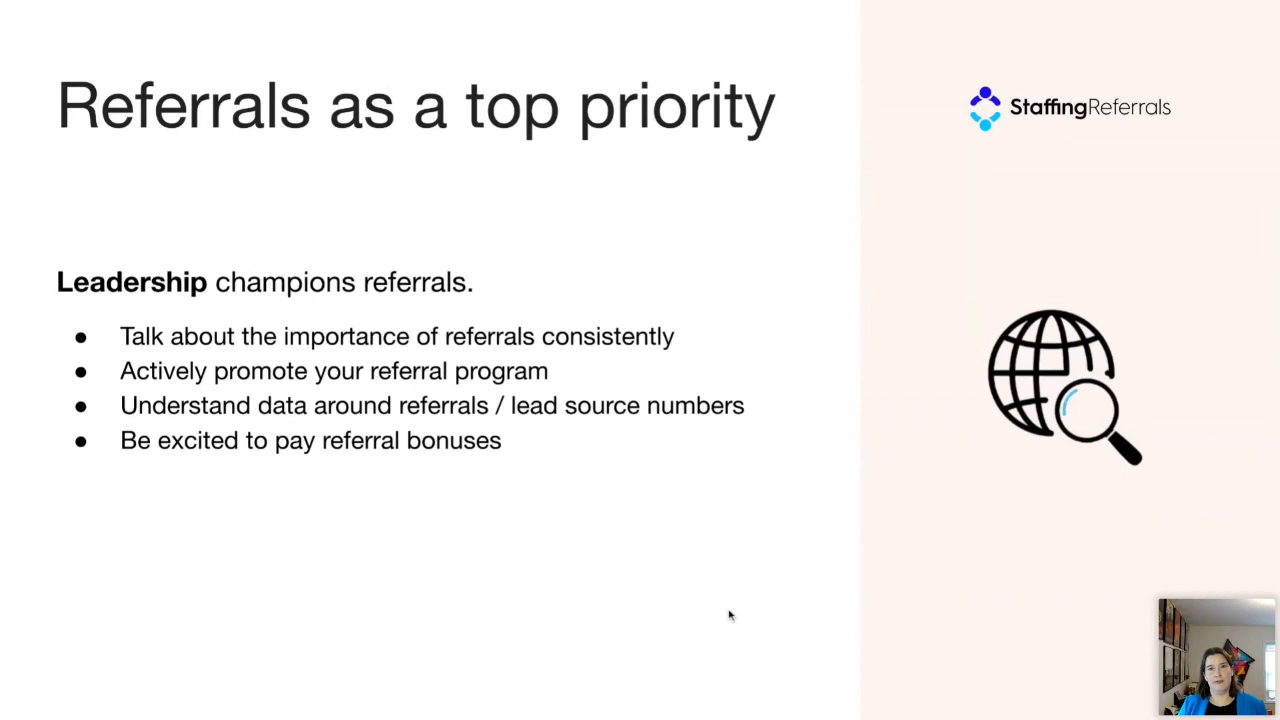 Referrals as a top priority
StaffingReferrals
Leadership champions referrals.
● Talk about the importance of referrals consistently
● Actively promote your referral program
● Understand data around referrals / lead source numbers
● Be excited to pay referral bonuses